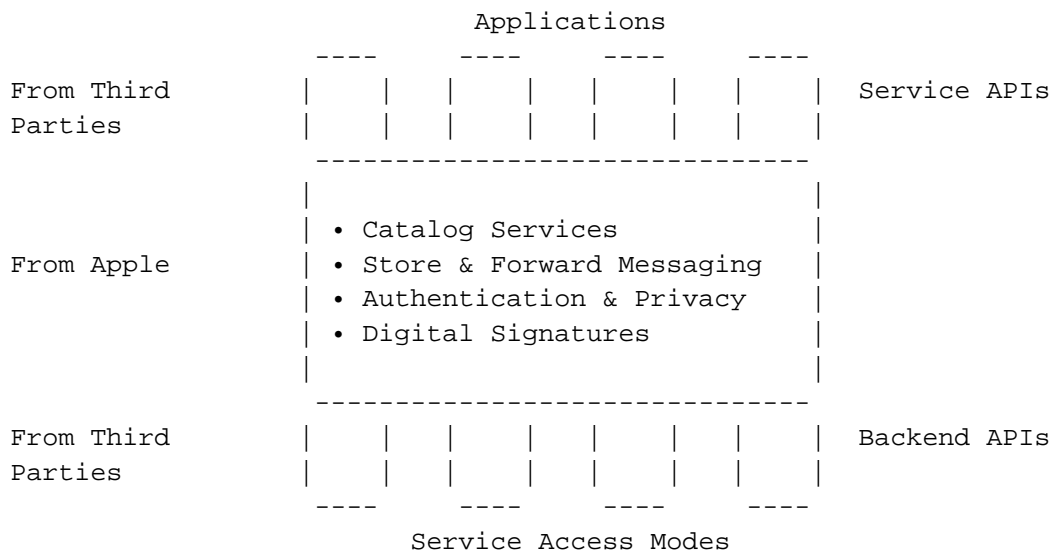 Applications
From Third Service APIs
Parties
• Catalog Services
From Apple • Store & Forward Messaging
• Authentication & Privacy
• Digital Signatures
From Third Backend APIs
Parties
Service Access Modes